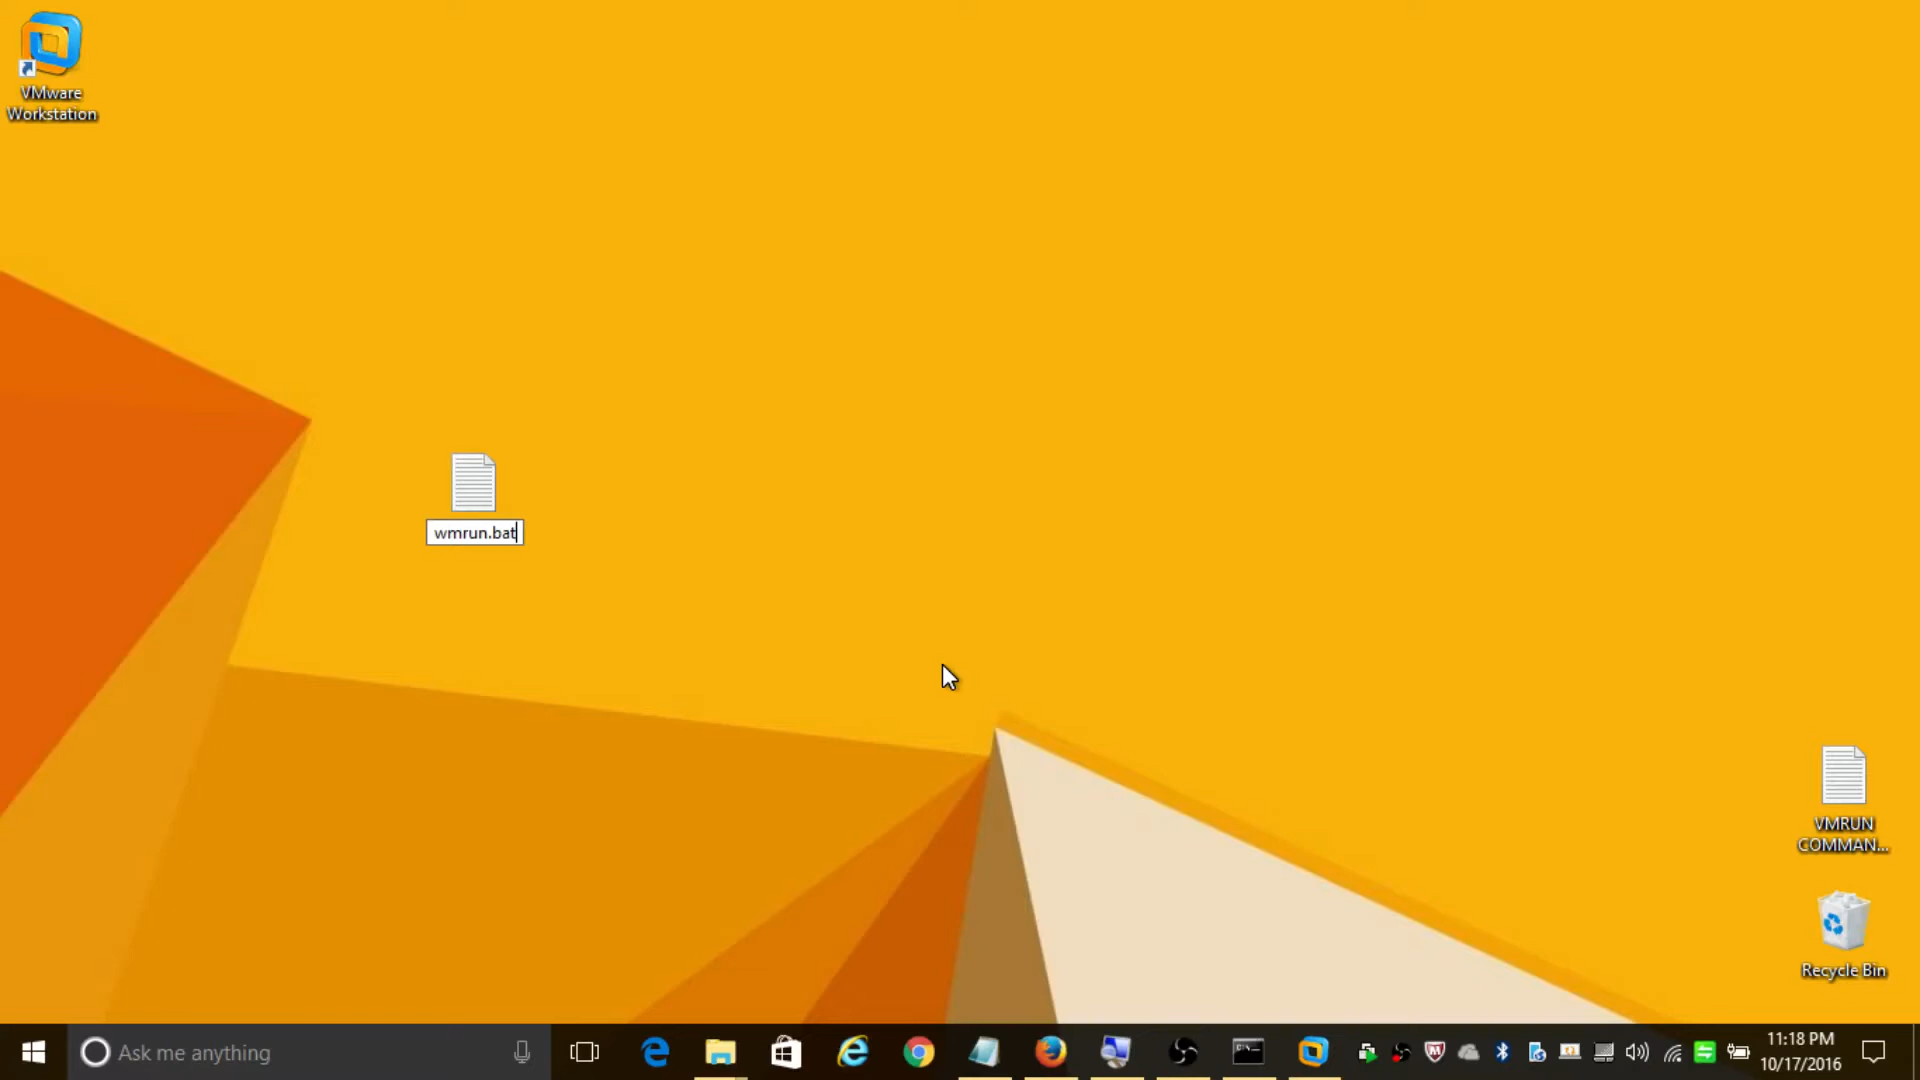 VMware
Workstation
wmrun.bat
VMRUN
COMMAN...
Recycle Bin
Ask me anything
11:18 PM
10/17/2016